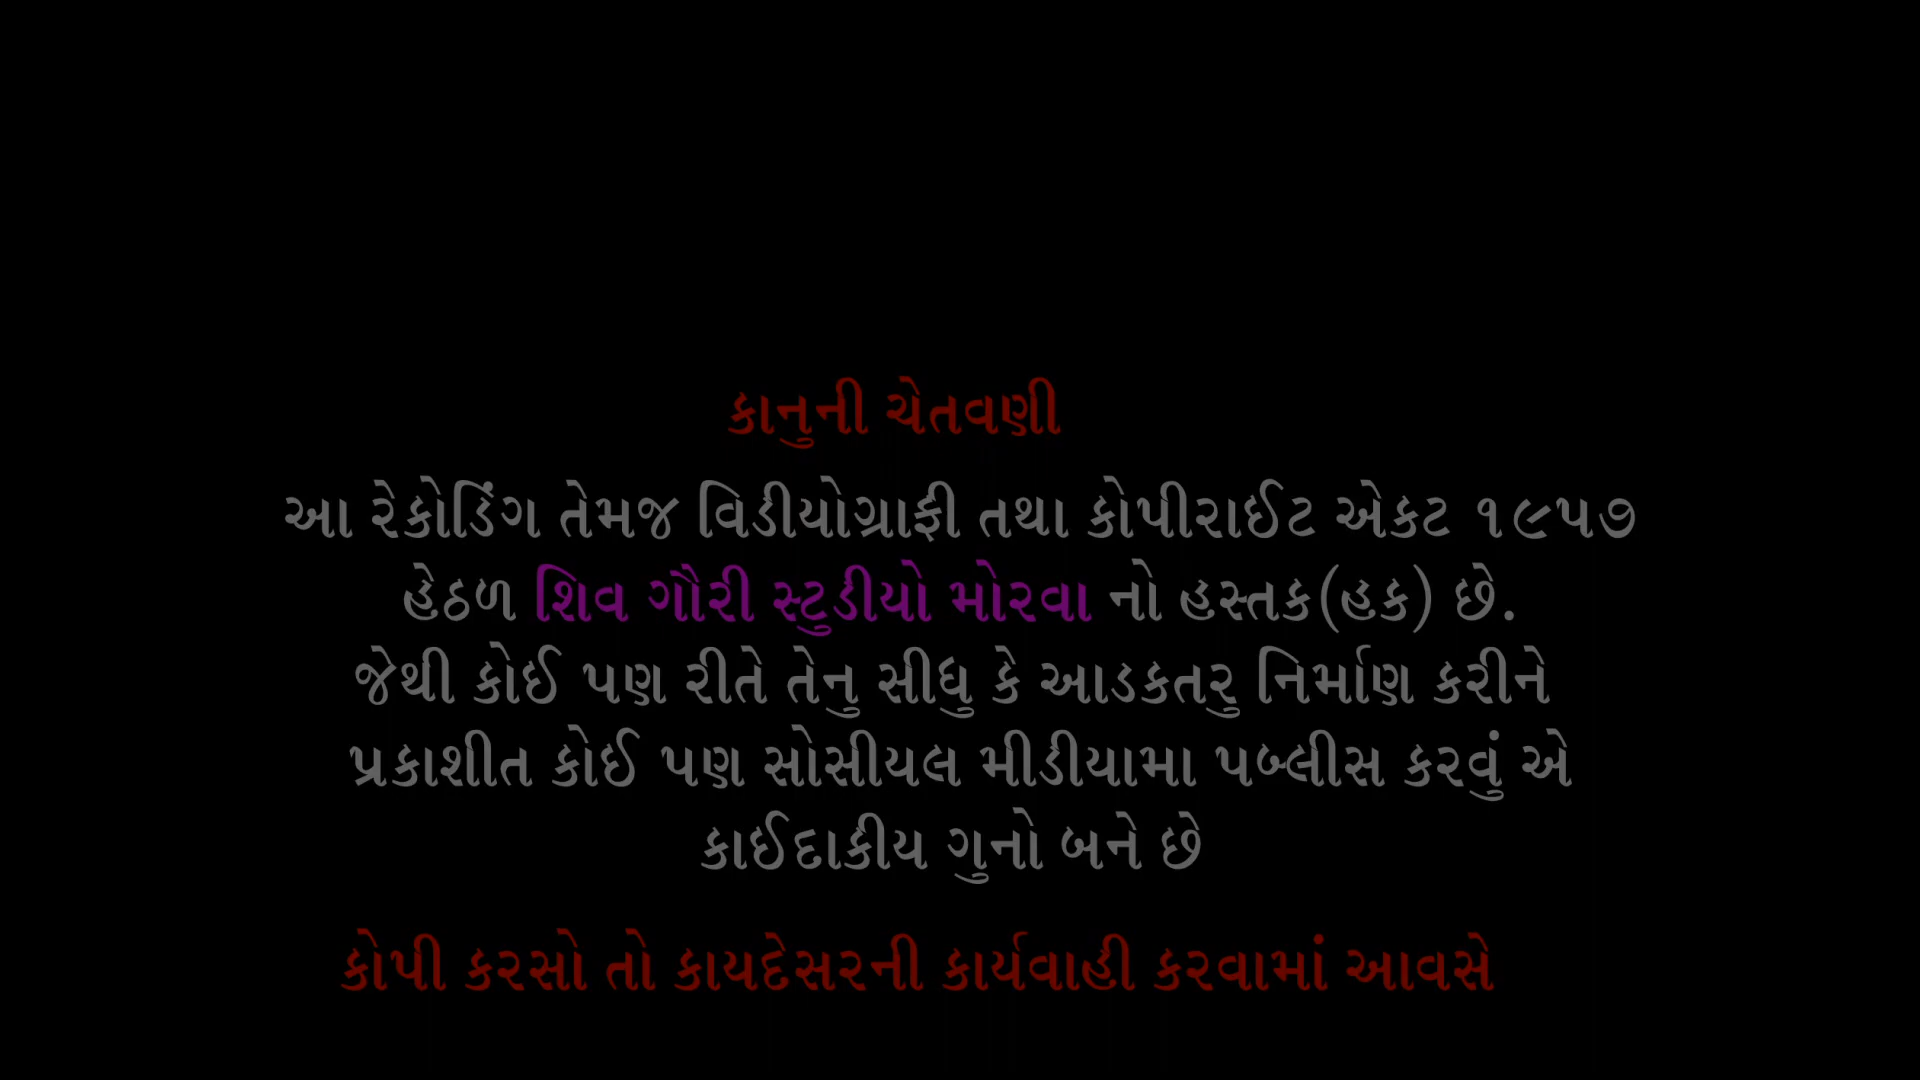 કાનુની ચેતવણી
આ રેકોડિંગ તેમજ વિડીયોગ્રાફી તથા કોપીરાઈટ એકટ ૧૯૫૭
હેઠળ શિવ ગૌરી સ્ટુડીયો મોરવા નો હસ્તક(હક) છે.
જેથી કોઈ પણ રીતે તેનુ સીધુ કે આડકતરુ નિર્માણ કરીને
પ્રકાશીત કોઈ પણ સોસીયલ મીડીયામા પબ્લીસ કરવું એ
કાઈદાકીય ગુનો બને છે
કોપી કરસો તો કાયદેસરની કાર્યવાહી કરવામાં આવસે